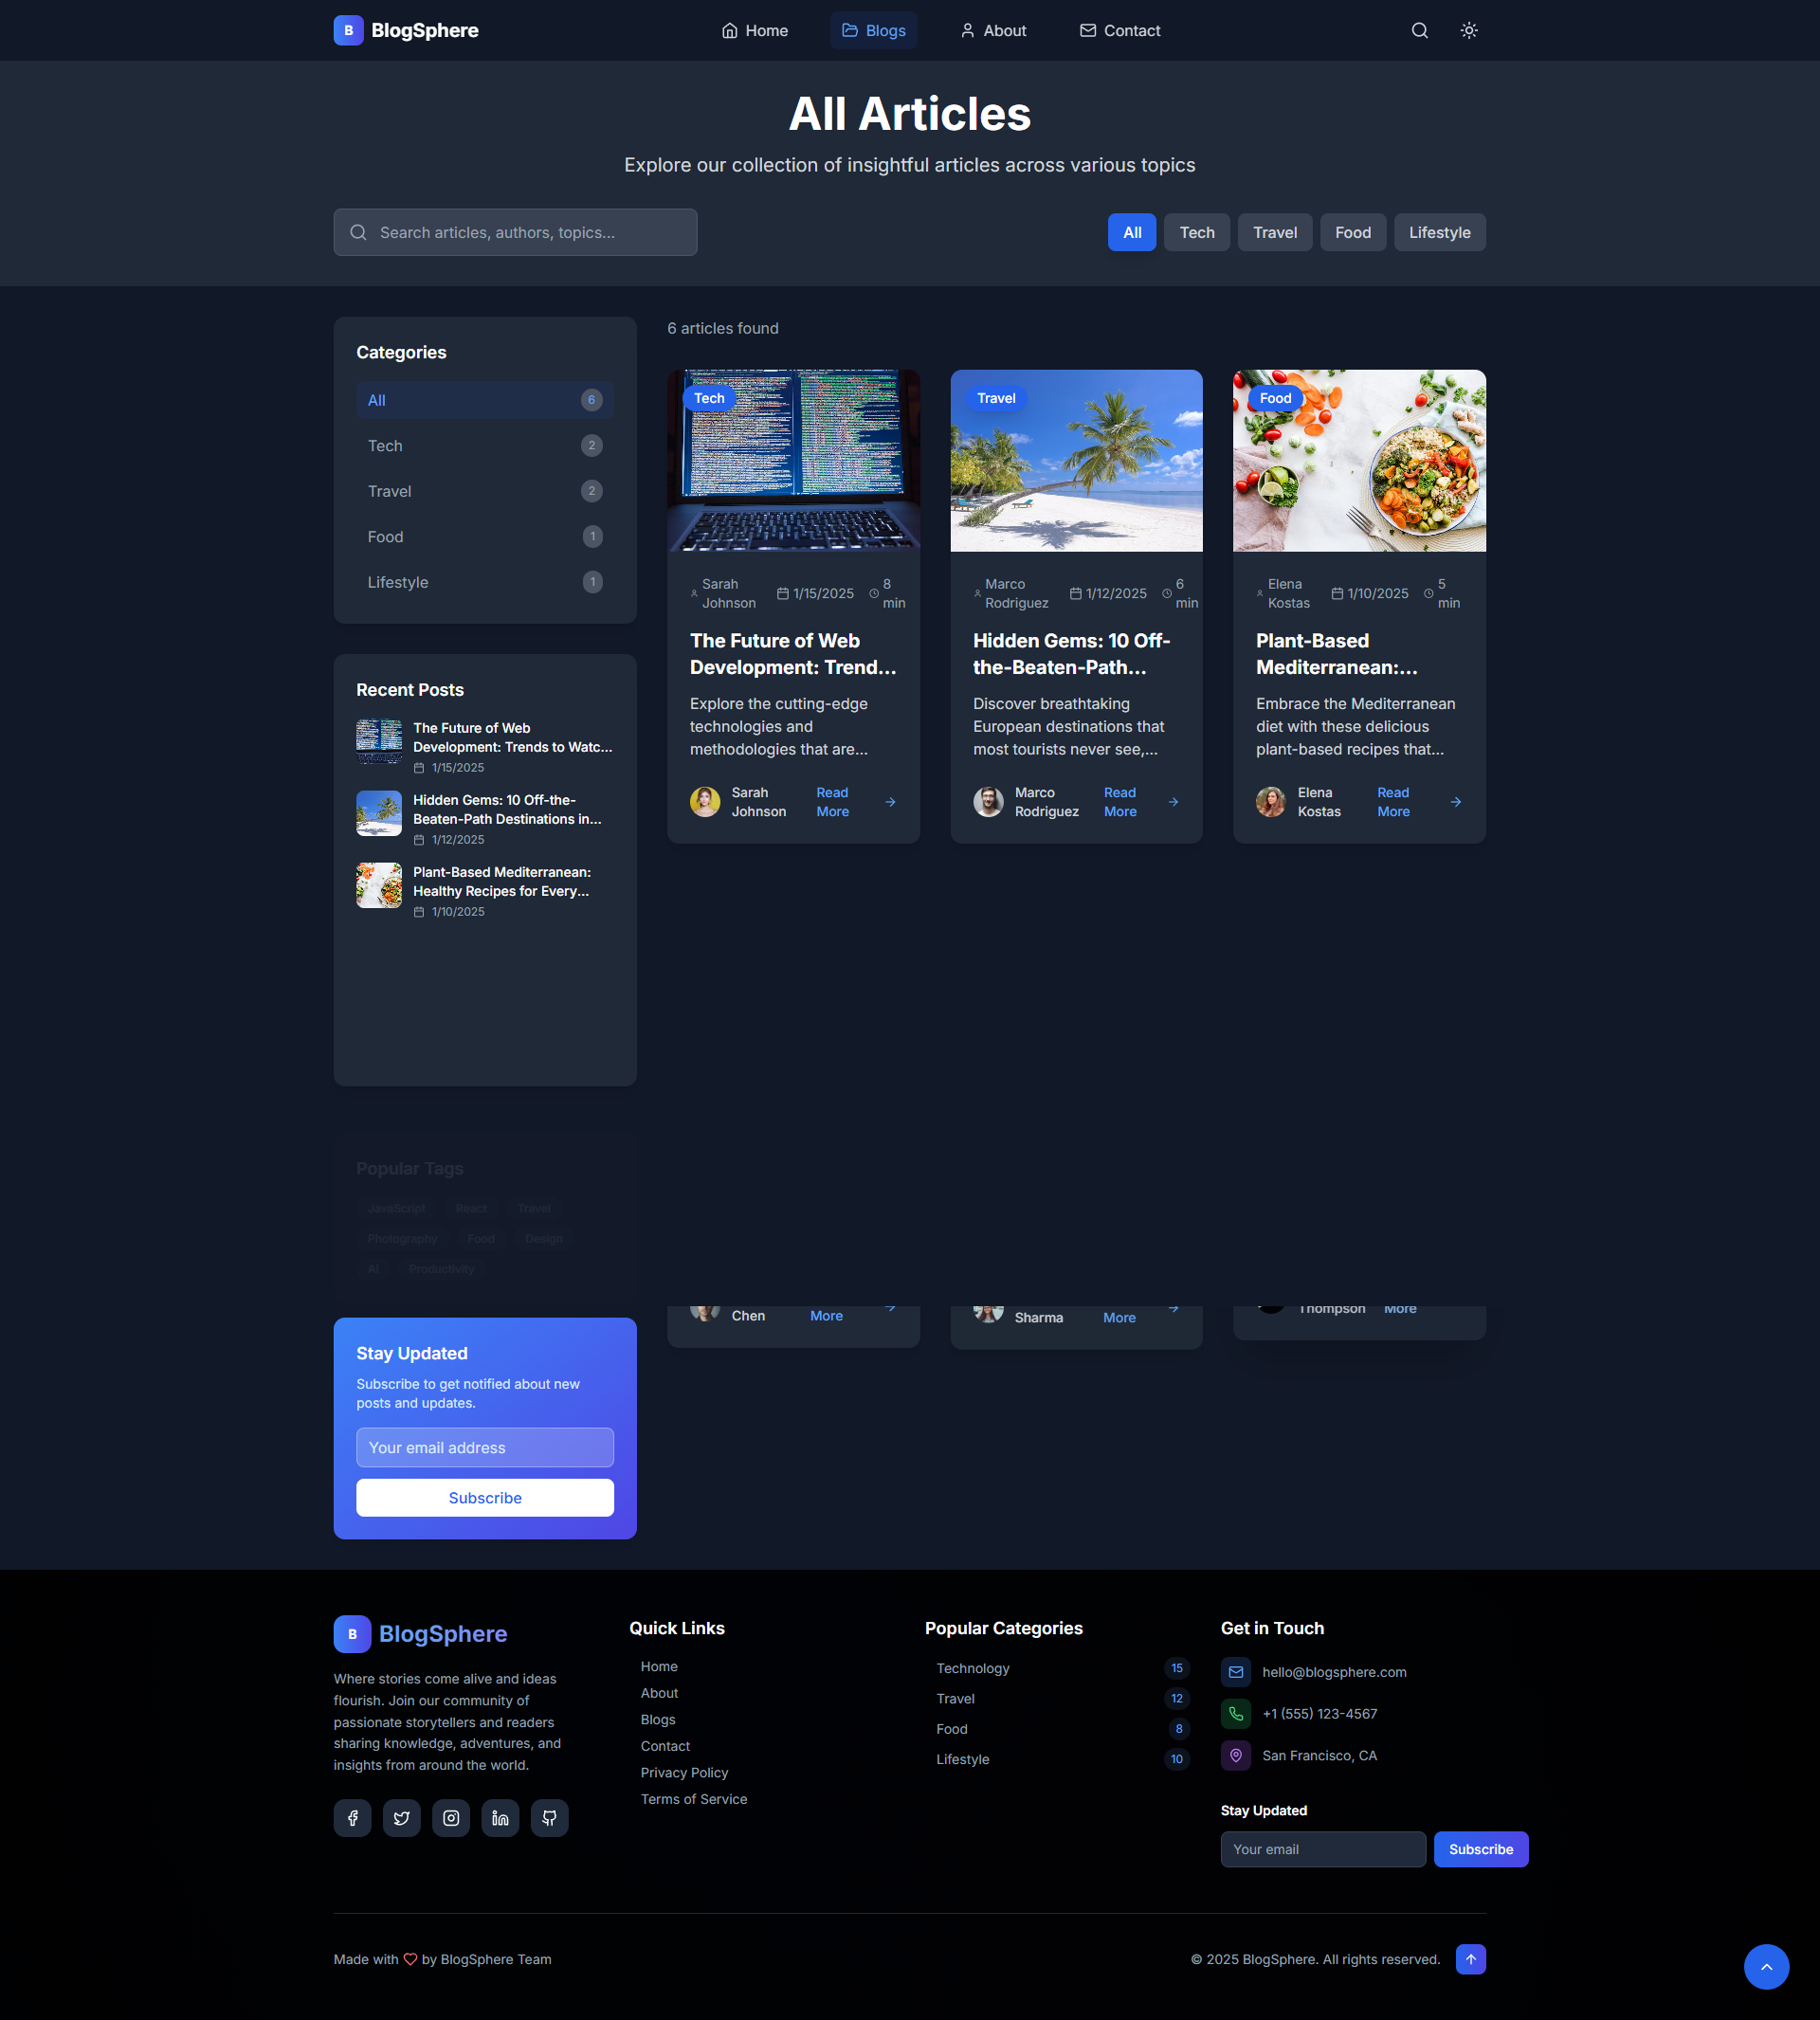 B BlogSphere
Home
Blogs
About
Contact
All Articles
Explore our collection of insightful articles across various topics
Search articles, authors, topics...
All
Tech
Travel
Food
Lifestyle
Categories
All 6
Tech 2
Travel 2
Food 1
Lifestyle 1
Recent Posts
The Future of Web
Development: Trends to Watc...
1/15/2025
Hidden Gems: 10 Off-the-
Beaten-Path Destinations in...
1/12/2025
Plant-Based Mediterranean:
Healthy Recipes for Every...
1/10/2025
Popular Tags
JavaScript React Travel
Photography Food Design
AI Productivity
Stay Updated
Subscribe to get notified about new
posts and updates.
Your email address
Subscribe
6 articles found
Tech
Sarah
Johnson
1/15/2025
8
min
The Future of Web
Development: Trend...
Explore the cutting-edge
technologies and
methodologies that are...
Sarah
Johnson
Read
More
Travel
Marco
Rodriguez
1/12/2025
6
min
Hidden Gems: 10 Off-
the-Beaten-Path...
Discover breathtaking
European destinations that
most tourists never see,...
Marco
Rodriguez
Read
More
Food
Elena
Kostas
1/10/2025
5
min
Plant-Based
Mediterranean:...
Embrace the Mediterranean
diet with these delicious
plant-based recipes that...
Elena
Kostas
Read
More
Chen
More
Sharma
More
Thompson
More
B BlogSphere
Where stories come alive and ideas
flourish. Join our community of
passionate storytellers and readers
sharing knowledge, adventures, and
insights from around the world.
Quick Links
Home
About
Blogs
Contact
Privacy Policy
Terms of Service
Popular Categories
Technology 15
Travel 12
Food 8
Lifestyle 10
Get in Touch
hello@blogsphere.com
+1 (555) 123-4567
San Francisco, CA
Stay Updated
Your email
Subscribe
Made with by BlogSphere Team
© 2025 BlogSphere. All rights reserved.